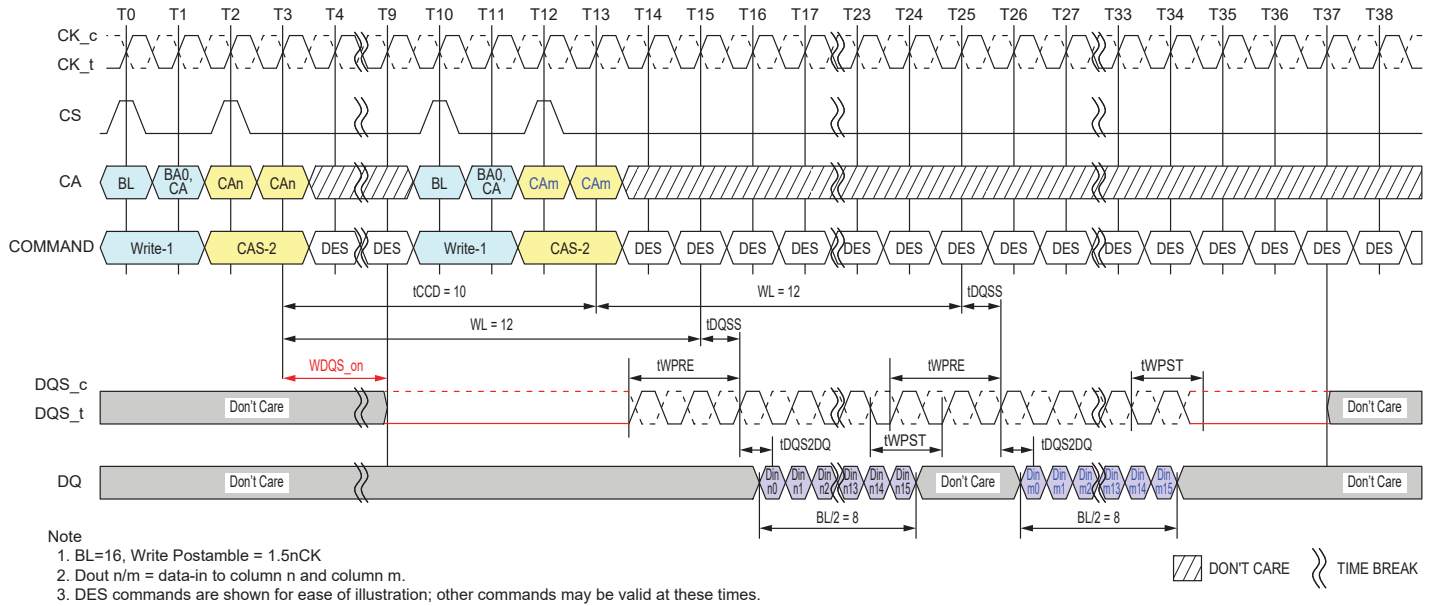 T0 T1 T2 T3 T4 T9 T10 T11 T12 T13 T14 T15 T16 T17 T23 T24 T25 T26 T27 T33 T34 T35 T36 T37 T38
CK_c
CK_t
CS
CA BL BA0, CA CAn CAn BL BA0, CA CAm CAm
COMMAND Write-1 CAS-2 DES DES Write-1 CAS-2 DES DES DES DES DES DES DES DES DES DES DES DES DES DES DES
tCCD = 10 WL = 12 tDQSS
WL = 12 tDQSS
WDQS_on tWPRE tWPRE tWPST
DQS_c
DQS_t Don't Care Don't Care
tDQS2DQ tWPST tDQS2DQ
DQ Don't Care Din n0 Din n1 Din n2 Din n13 Din n14 Din n15 Don't Care Din m0 Din m1 Din m2 Din m13 Din m14 Din m15 Don't Care
BL/2 = 8 BL/2 = 8
Note
1. BL=16, Write Postamble = 1.5nCK
2. Dout n/m = data-in to column n and column m.
3. DES commands are shown for ease of illustration; other commands may be valid at these times.
DON'T CARE TIME BREAK